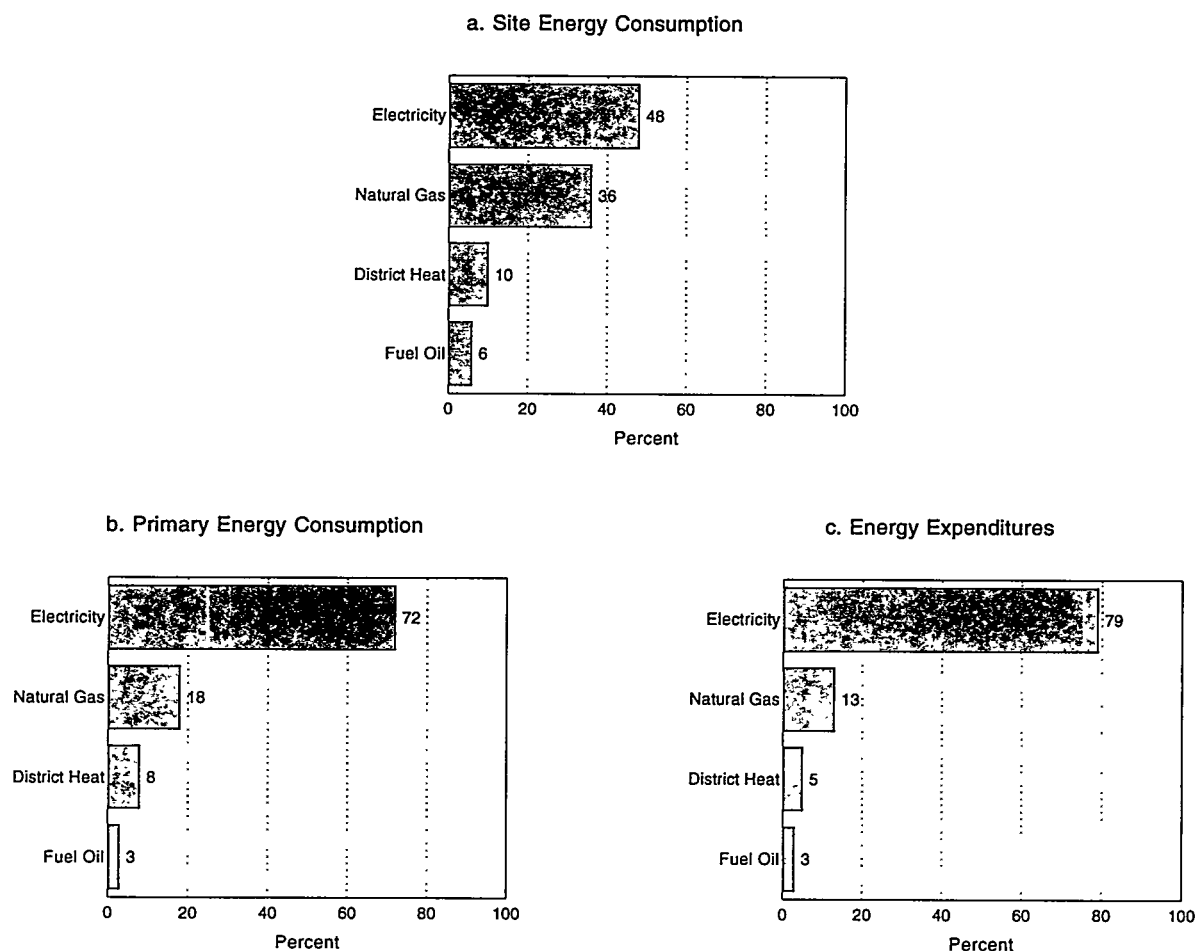 a. Site Energy Consumption
Electricity 48
Natural Gas 36
District Heat 10
Fuel Oil 6
0 20 40 60 80 100
Percent
b. Primary Energy Consumption
Electricity 72
Natural Gas 18
District Heat 8
Fuel Oil 3
0 20 40 60 80 100
Percent
c. Energy Expenditures
Electricity 79
Natural Gas 13
District Heat 5
Fuel Oil 3
0 20 40 60 80 100
Percent